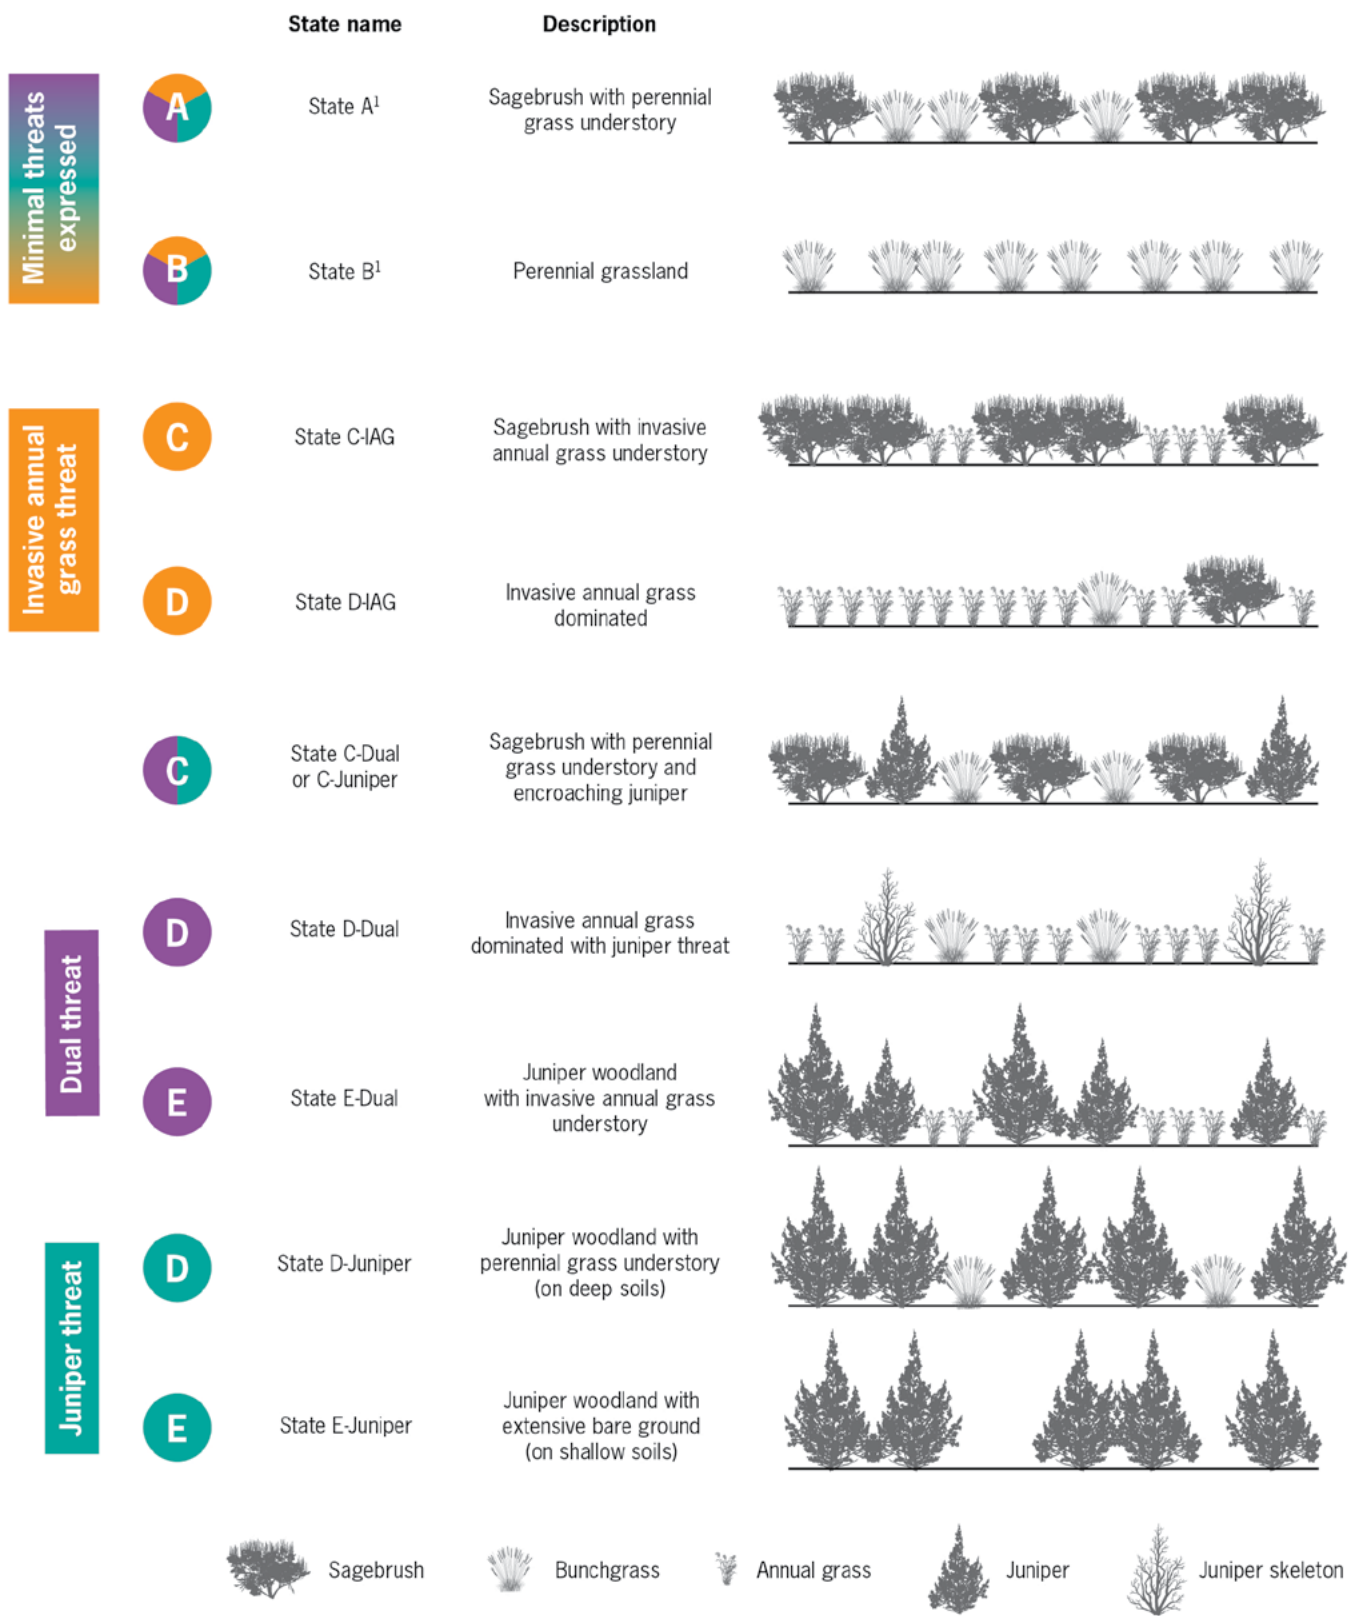 State name
Description
Minimal threats
expressed
A
State A¹
Sagebrush with perennial
grass understory
B
State B¹
Perennial grassland
Invasive annual
grass threat
C
State C-IAG
Sagebrush with invasive
annual grass understory
D
State D-IAG
Invasive annual grass
dominated
C
State C-Dual
or C-Juniper
Sagebrush with perennial
grass understory and
encroaching juniper
Dual threat
D
State D-Dual
Invasive annual grass
dominated with juniper threat
E
State E-Dual
Juniper woodland
with invasive annual grass
understory
Juniper threat
D
State D-Juniper
Juniper woodland with
perennial grass understory
(on deep soils)
E
State E-Juniper
Juniper woodland with
extensive bare ground
(on shallow soils)
Sagebrush
Bunchgrass
Annual grass
Juniper
Juniper skeleton